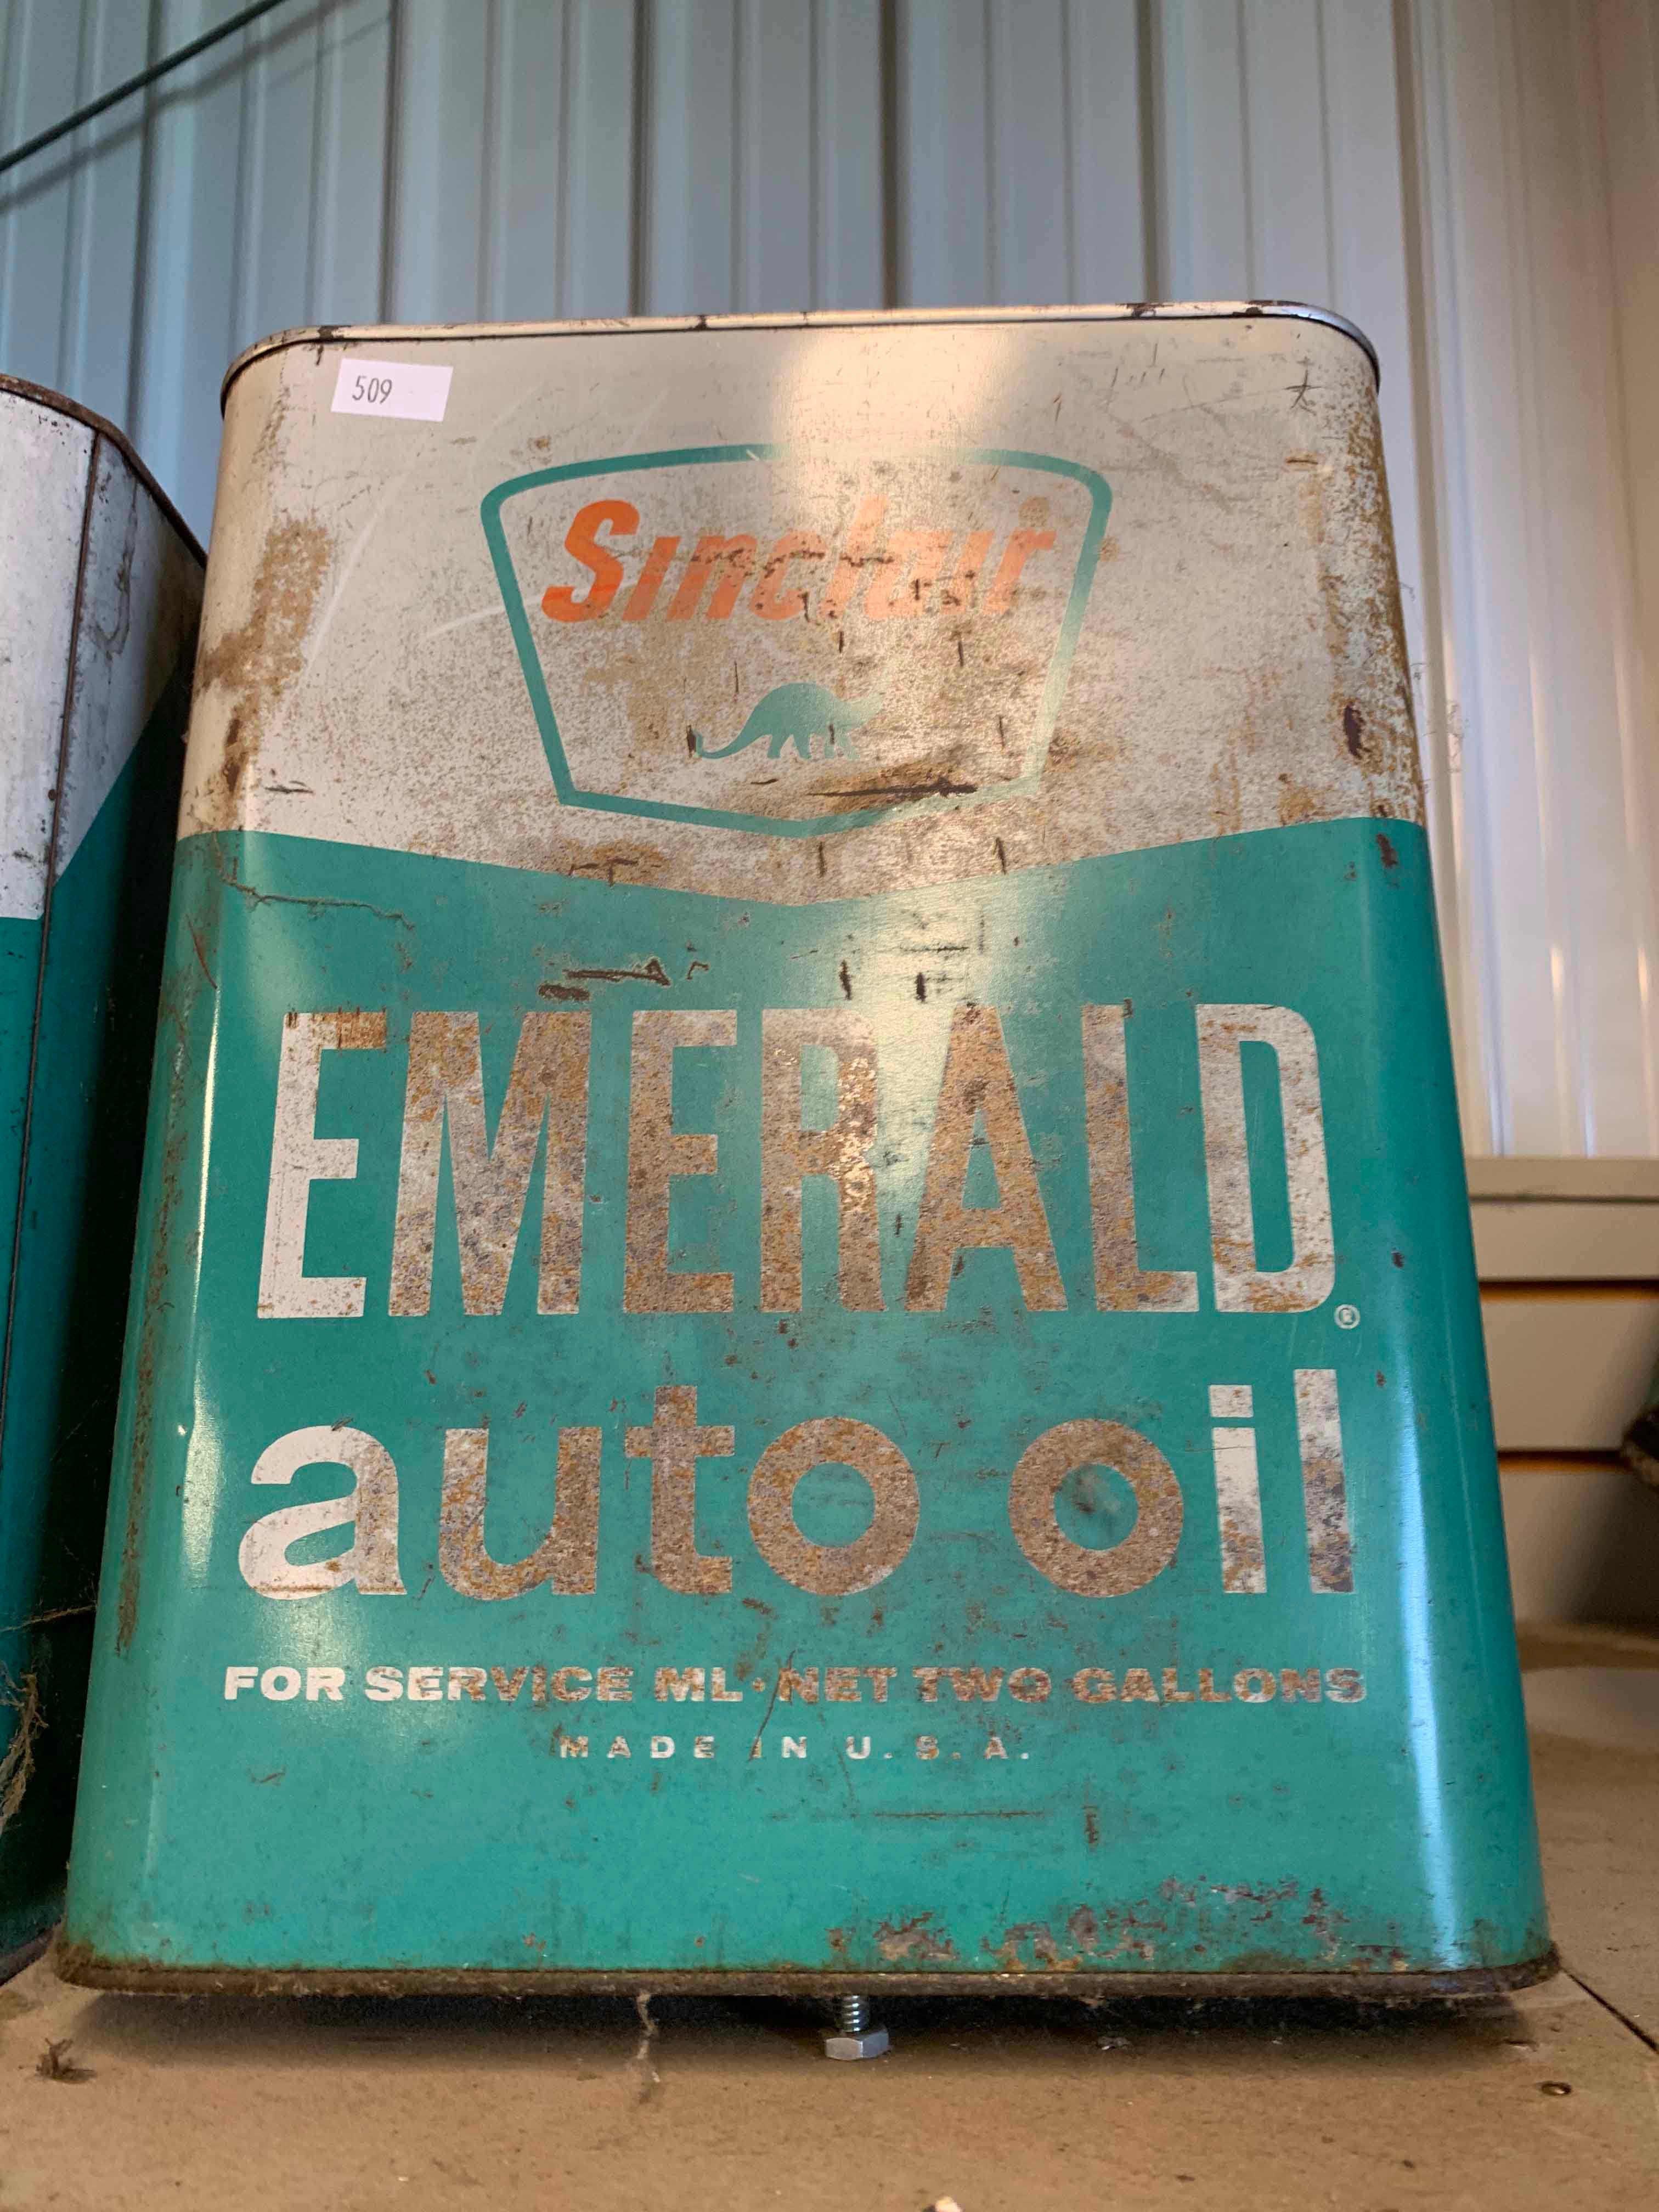 509
Sinclair
EMERALD®
auto oil
FOR SERVICE ML · NET TWO GALLONS
MADE IN U.S.A.